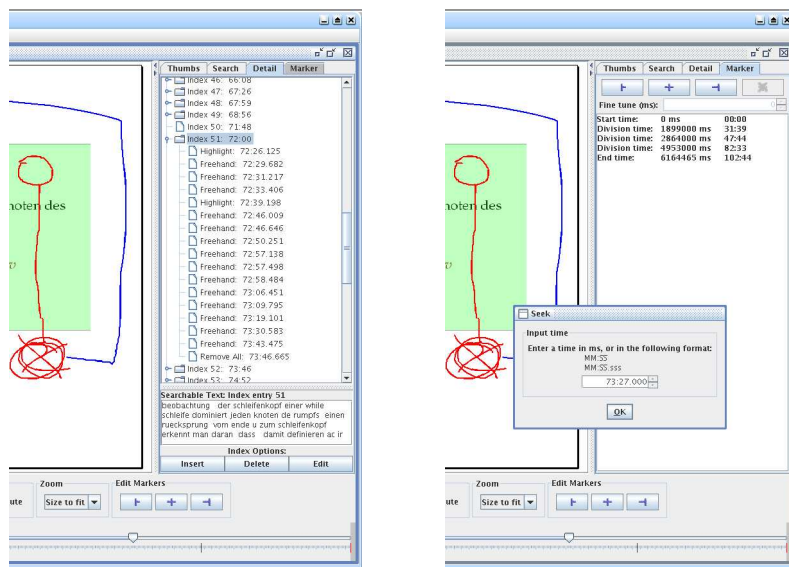 Thumbs Search Detail Marker
Index 46: 66:08
Index 47: 67:26
Index 48: 67:59
Index 49: 68:56
Index 50: 71:48
Index 51: 72:00
Highlight: 72:26.125
Freehand: 72:29.682
Freehand: 72:31.217
Freehand: 72:33.406
Highlight: 72:39.198
Freehand: 72:46.009
Freehand: 72:46.646
Freehand: 72:50.251
Freehand: 72:57.138
Freehand: 72:57.498
Freehand: 72:58.484
Freehand: 73:06.451
Freehand: 73:09.795
Freehand: 73:19.101
Freehand: 73:30.583
Freehand: 73:43.475
Remove All: 73:46.665
Index 52: 73:46
Index 53: 74:52
noten des
Searchable Text: Index entry 51
beobachtung der schleifenkopf einer while
schleife dominiert jeden knoten de rumpfs einen
ruecksprung vom ende u zum schleifenkopf
erkennt man daran dass damit definieren ac ir
Index Options:
Insert Delete Edit
Zoom Edit Markers
ute Size to fit
Thumbs Search Detail Marker
Fine tune (ms): 0
Start time: 0 ms 00:00
Division time: 1899000 ms 31:39
Division time: 2864000 ms 47:44
Division time: 4953000 ms 82:33
End time: 6164465 ms 102:44
noten des
Seek
Input time
Enter a time in ms, or in the following format:
MM:SS
MM:SS.sss
73:27.000
OK
Zoom Edit Markers
ute Size to fit